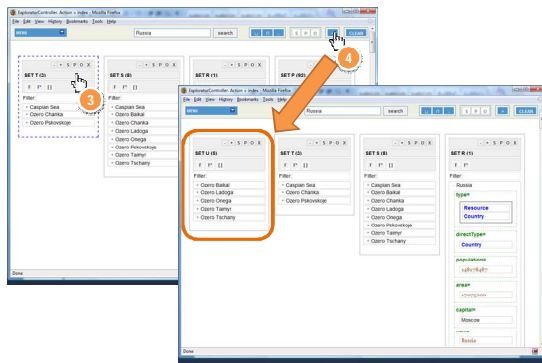 ExploratorController: Action = index - Mozilla Firefox
File Edit View History Bookmarks Tools Help
MENU
Russia
search
U
S P O
CLEAR
- + S P O X
SET T (3)
Filter:
Caspian Sea
Ozero Chanka
Ozero Pskovskoje
3
- + S P O X
SET S (8)
Filter:
Caspian Sea
Ozero Baikal
Ozero Chanka
Ozero Ladoga
Ozero Onega
Ozero Pskovskoje
Ozero Taimyr
Ozero Tschany
- + S P O X
SET R (1)
- + S P O X
SET P (92)
4
Done
ExploratorController: Action = index - Mozilla Firefox
File Edit View History Bookmarks Tools Help
MENU
Russia
search
S P O
CLEAR
- + S P O X
SET U (5)
Filter:
Ozero Baikal
Ozero Ladoga
Ozero Onega
Ozero Taimyr
Ozero Tschany
- + S P O X
SET T (3)
Filter:
Caspian Sea
Ozero Chanka
Ozero Pskovskoje
- + S P O X
SET S (8)
Filter:
Caspian Sea
Ozero Baikal
Ozero Chanka
Ozero Ladoga
Ozero Onega
Ozero Pskovskoje
Ozero Taimyr
Ozero Tschany
- + S P O X
SET R (1)
Filter:
Russia
type=
Resource
Country
directType=
Country
area=
capital=
Moscow
Russia
Done